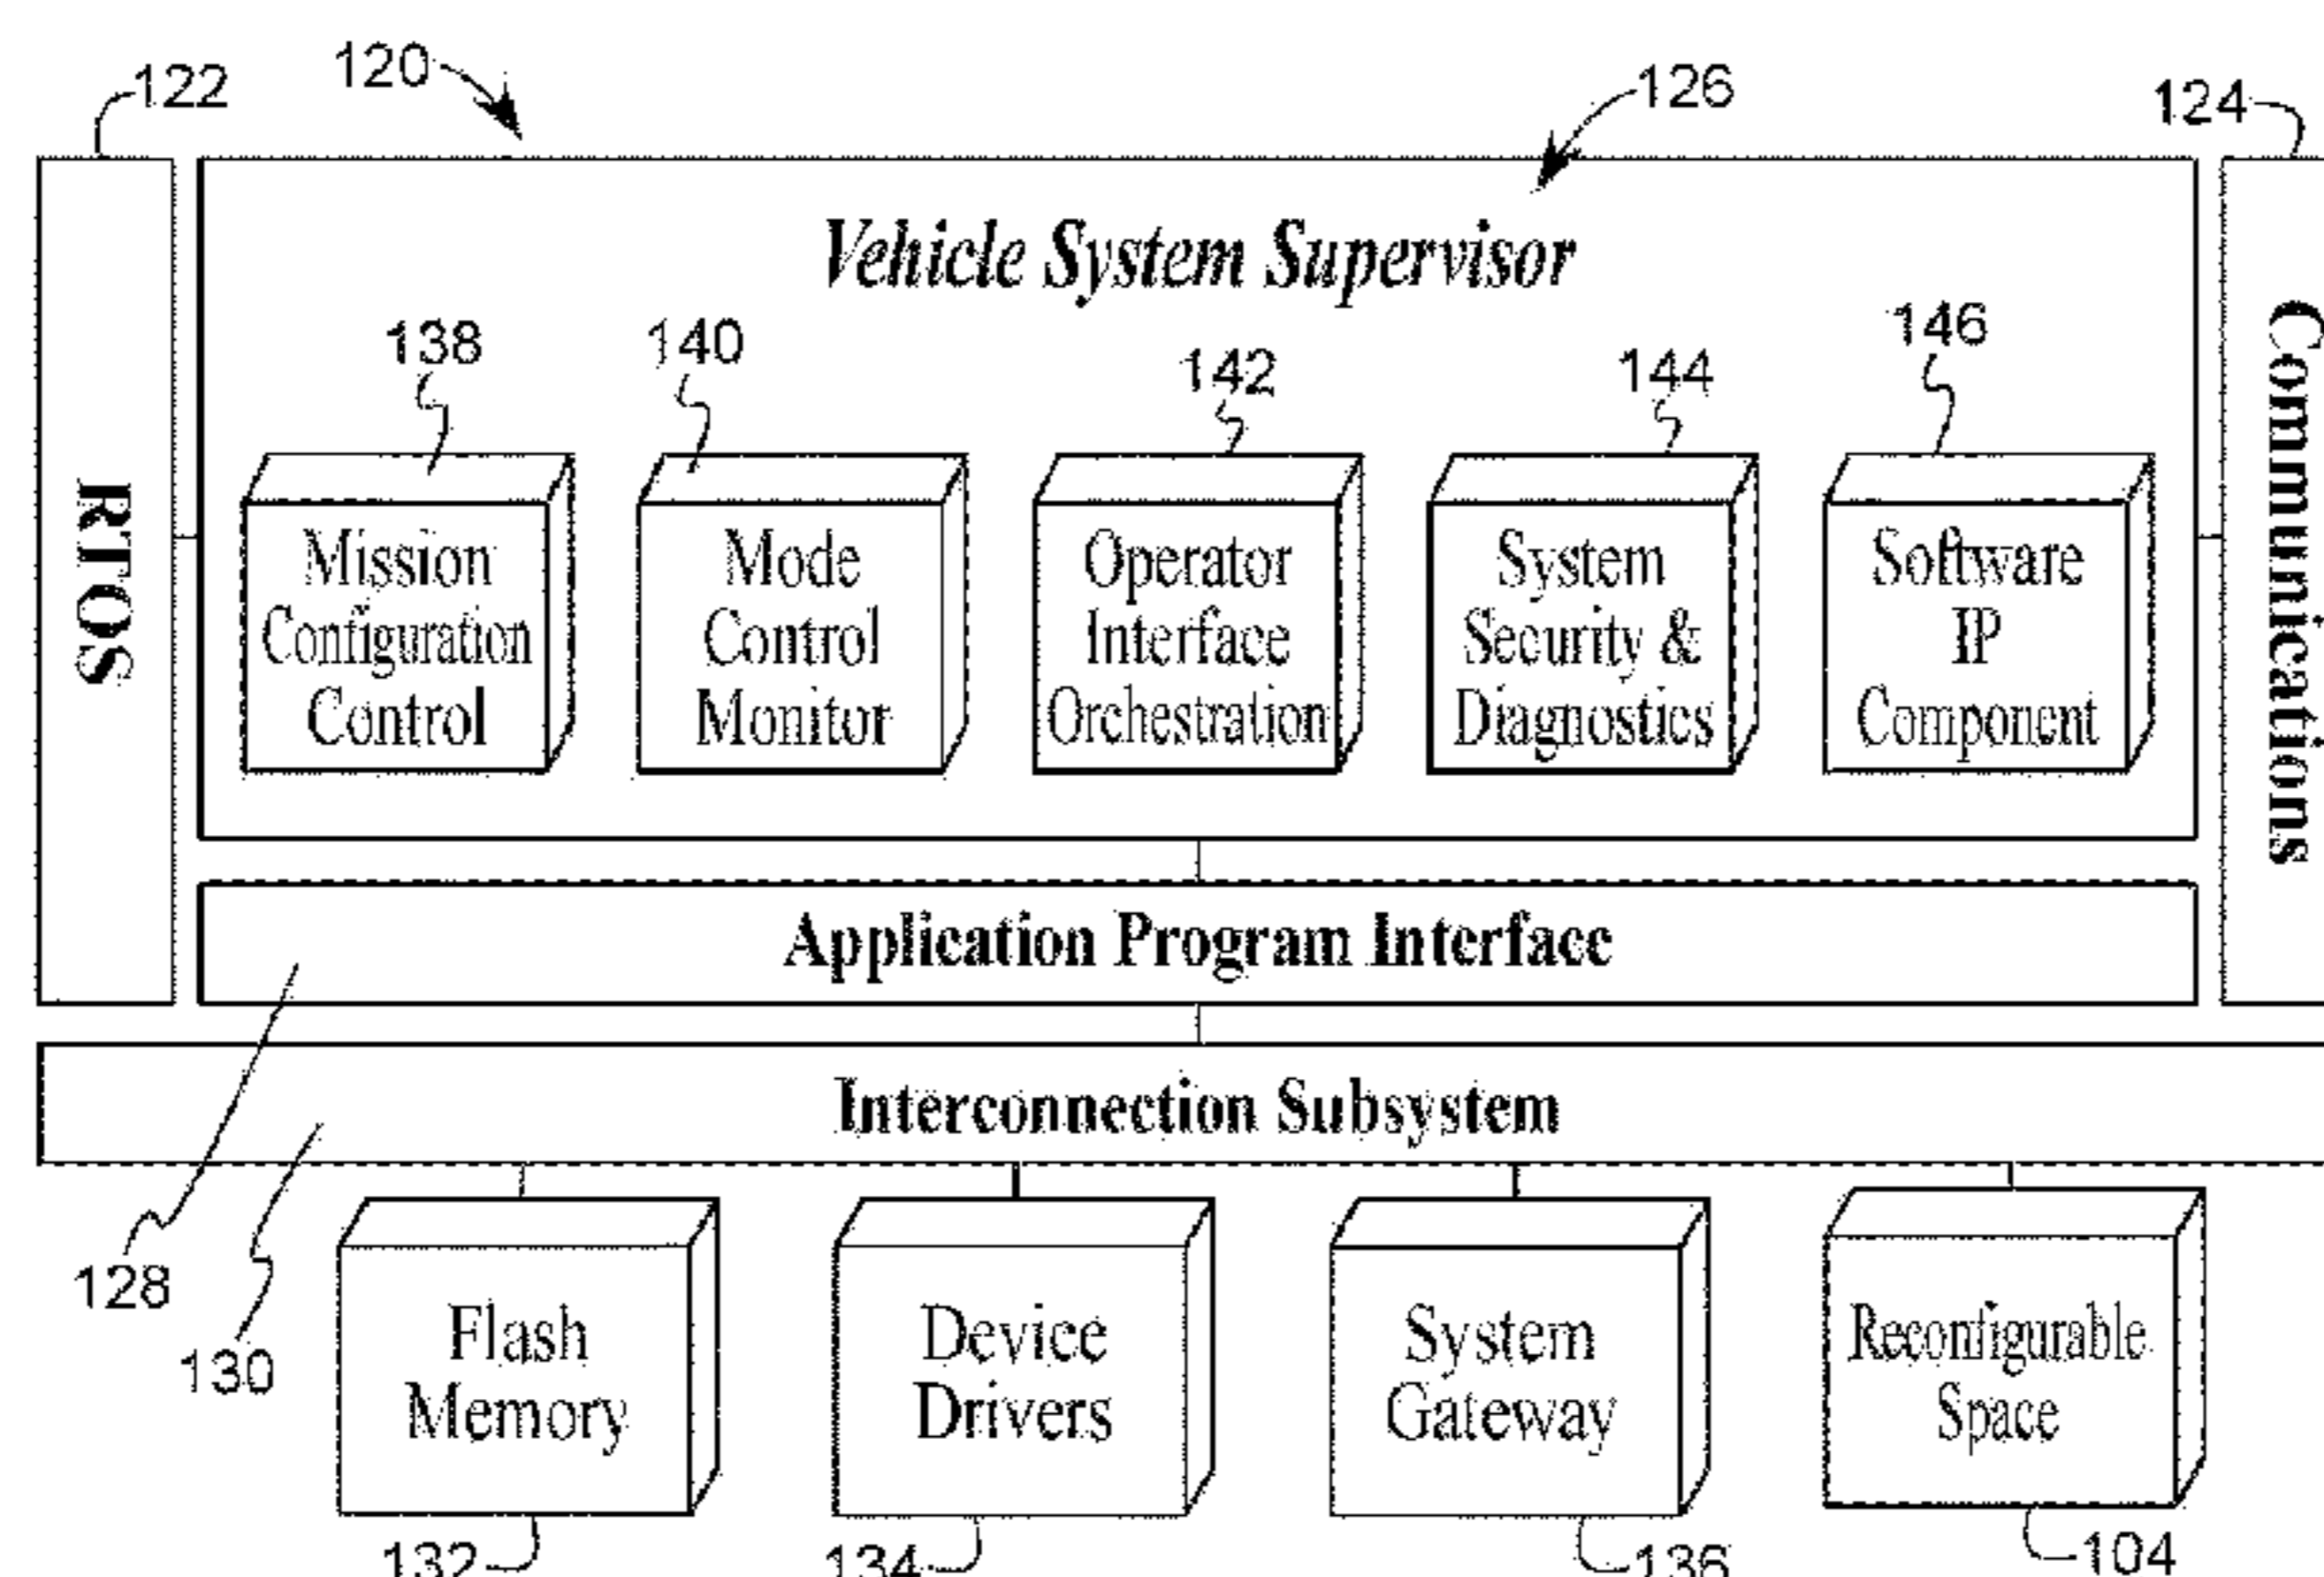 122
120
126
124
Vehicle System Supervisor
138
140
142
144
146
RTOS
Mission
Configuration
Control
Mode
Control
Monitor
Operator
Interface
Orchestration
System
Security &
Diagnostics
Software
IP
Component
Communications
Application Program Interface
Interconnection Subsystem
128
130
Flash
Memory
Device
Drivers
System
Gateway
Reconfigurable
Space
132
134
136
104